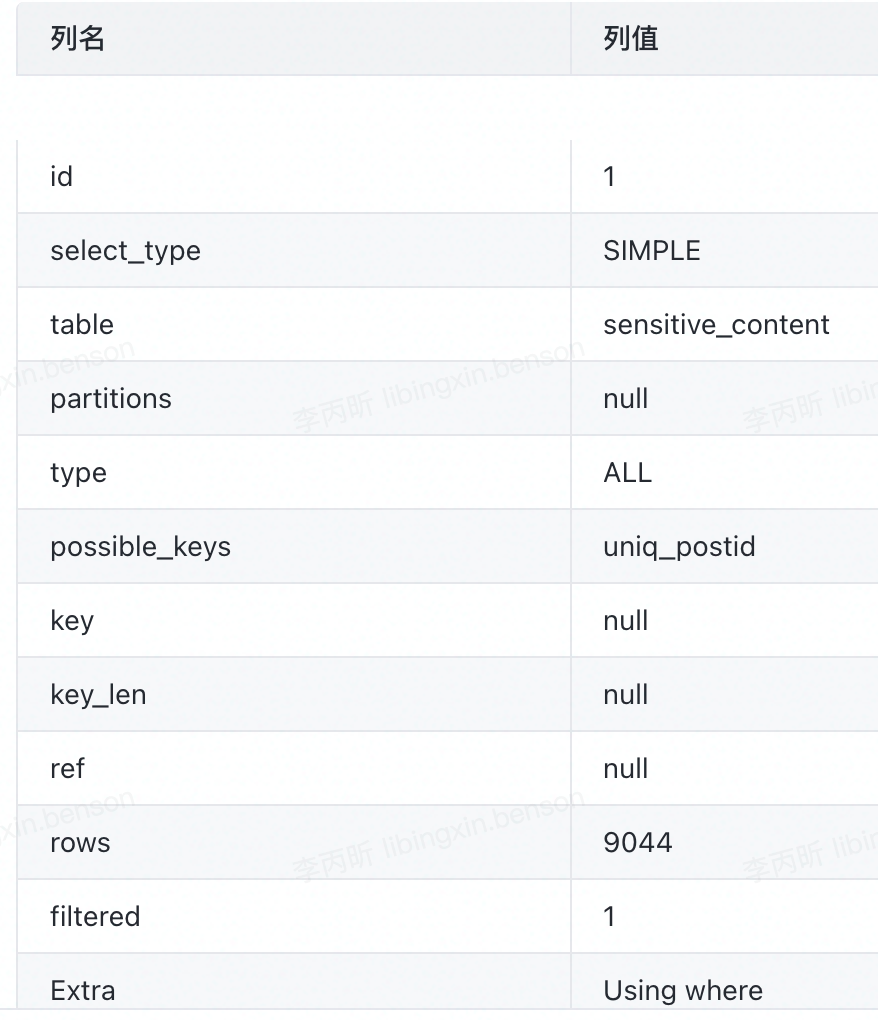 列名 列值
id 1
select_type SIMPLE
table sensitive_content
xin.benson
李丙昕 libingxin.benson
李丙昕 libin
partitions null
type ALL
possible_keys uniq_postid
key null
key_len null
ref null
xin.benson
李丙昕 libingxin.benson
李丙昕 libin
rows 9044
filtered 1
Extra Using where